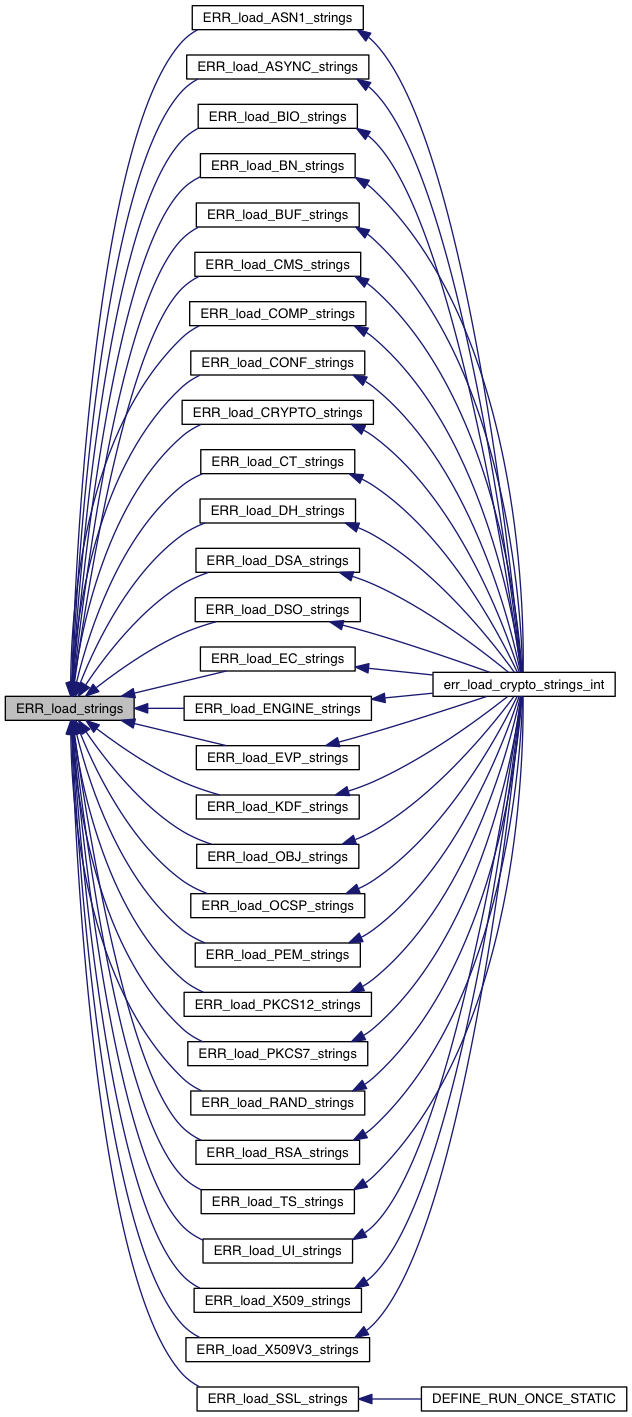 ERR_load_ASN1_strings
ERR_load_ASYNC_strings
ERR_load_BIO_strings
ERR_load_BN_strings
ERR_load_BUF_strings
ERR_load_CMS_strings
ERR_load_COMP_strings
ERR_load_CONF_strings
ERR_load_CRYPTO_strings
ERR_load_CT_strings
ERR_load_DH_strings
ERR_load_DSA_strings
ERR_load_DSO_strings
ERR_load_EC_strings
err_load_crypto_strings_int
ERR_load_strings
ERR_load_ENGINE_strings
ERR_load_EVP_strings
ERR_load_KDF_strings
ERR_load_OBJ_strings
ERR_load_OCSP_strings
ERR_load_PEM_strings
ERR_load_PKCS12_strings
ERR_load_PKCS7_strings
ERR_load_RAND_strings
ERR_load_RSA_strings
ERR_load_TS_strings
ERR_load_UI_strings
ERR_load_X509_strings
ERR_load_X509V3_strings
ERR_load_SSL_strings
DEFINE_RUN_ONCE_STATIC